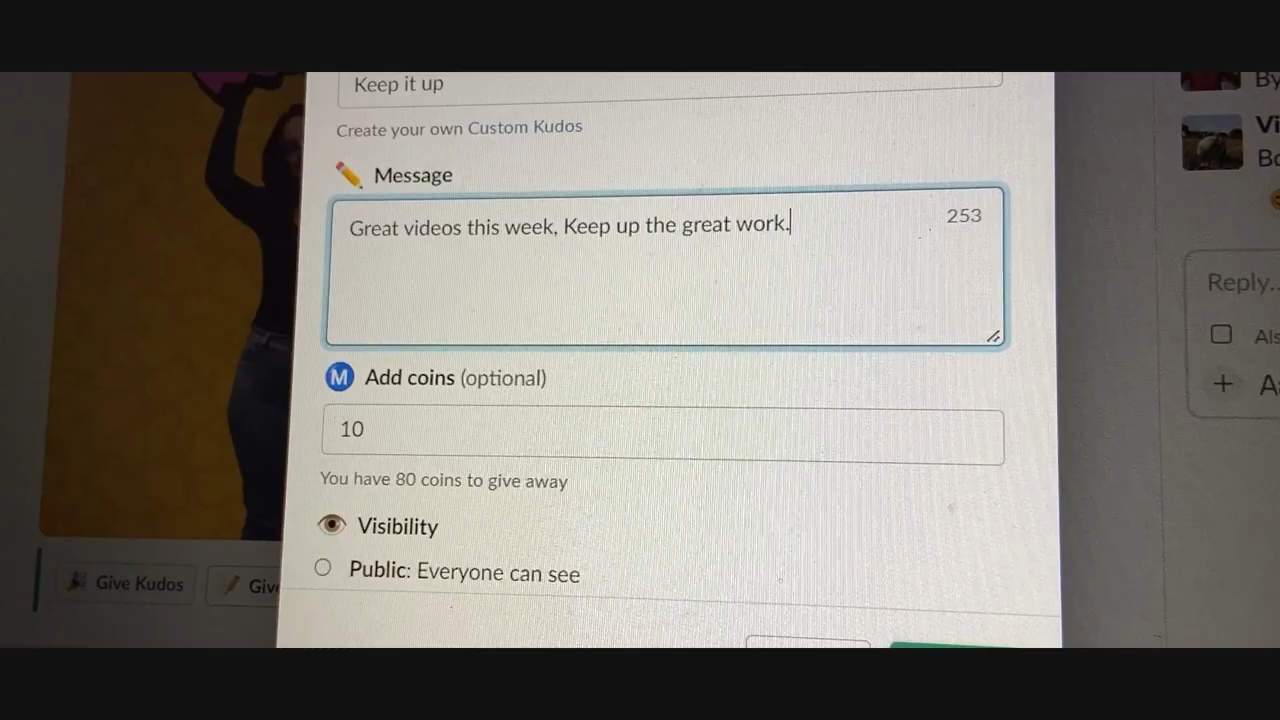 Keep it up
Create your own Custom Kudos
Message
Great videos this week, Keep up the great work.
253
M Add coins (optional)
10
You have 80 coins to give away
Visibility
Public: Everyone can see
Give Kudos
By
Reply..
+